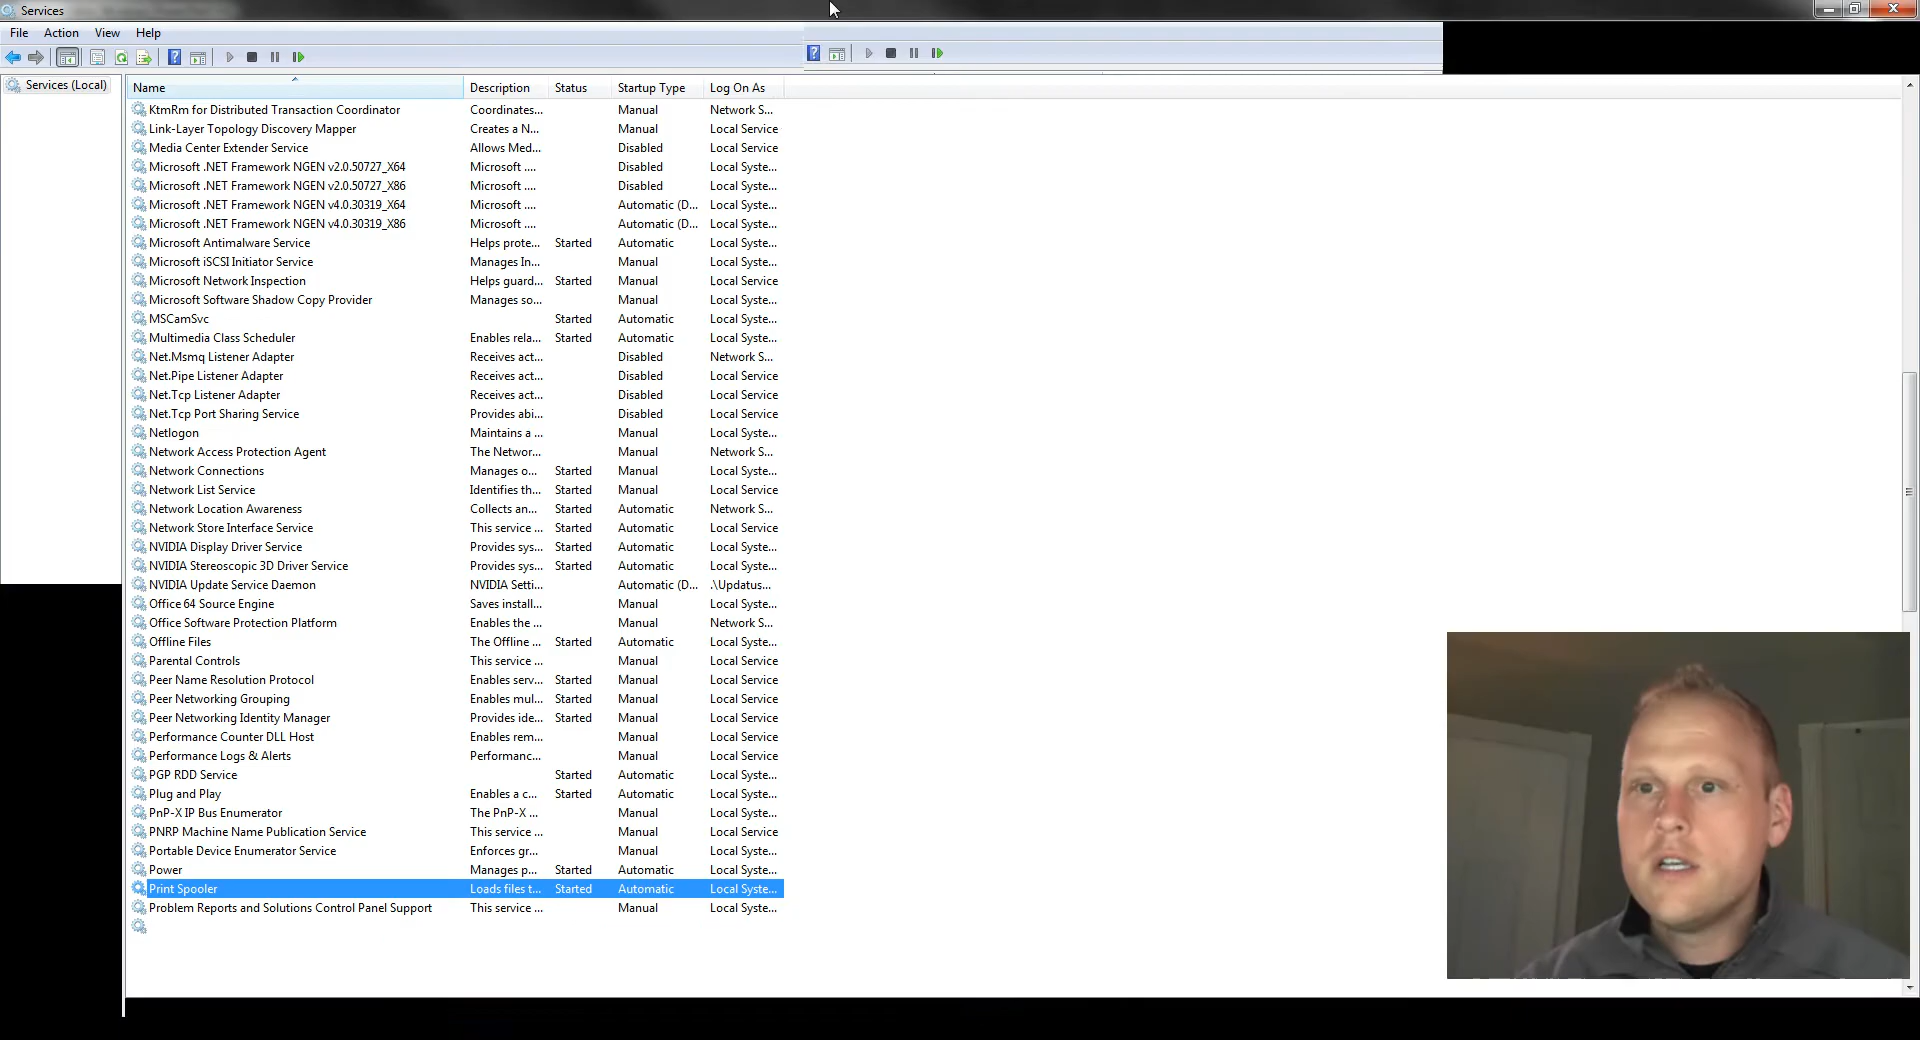 Services
File Action View Help
Services (Local)
Name Description Status Startup Type Log On As
KtmRm for Distributed Transaction Coordinator Coordinates... Manual Network S...
Link-Layer Topology Discovery Mapper Creates a N... Manual Local Service
Media Center Extender Service Allows Med... Disabled Local Service
Microsoft .NET Framework NGEN v2.0.50727_X64 Microsoft .... Disabled Local Syste...
Microsoft .NET Framework NGEN v2.0.50727_X86 Microsoft .... Disabled Local Syste...
Microsoft .NET Framework NGEN v4.0.30319_X64 Microsoft .... Automatic (D... Local Syste...
Microsoft .NET Framework NGEN v4.0.30319_X86 Microsoft .... Automatic (D... Local Syste...
Microsoft Antimalware Service Helps prote... Started Automatic Local Syste...
Microsoft iSCSI Initiator Service Manages In... Manual Local Syste...
Microsoft Network Inspection Helps guard... Started Manual Local Service
Microsoft Software Shadow Copy Provider Manages so... Manual Local Syste...
MSCamSvc Started Automatic Local Syste...
Multimedia Class Scheduler Enables rela... Started Automatic Local Syste...
Net.Msmq Listener Adapter Receives act... Disabled Network S...
Net.Pipe Listener Adapter Receives act... Disabled Local Service
Net.Tcp Listener Adapter Receives act... Disabled Local Service
Net.Tcp Port Sharing Service Provides abi... Disabled Local Service
Netlogon Maintains a ... Manual Local Syste...
Network Access Protection Agent The Networ... Manual Network S...
Network Connections Manages o... Started Manual Local Syste...
Network List Service Identifies th... Started Manual Local Service
Network Location Awareness Collects an... Started Automatic Network S...
Network Store Interface Service This service ... Started Automatic Local Service
NVIDIA Display Driver Service Provides sys... Started Automatic Local Syste...
NVIDIA Stereoscopic 3D Driver Service Provides sys... Started Automatic Local Syste...
NVIDIA Update Service Daemon NVIDIA Setti... Automatic (D... .\Updatus...
Office 64 Source Engine Saves install... Manual Local Syste...
Office Software Protection Platform Enables the ... Manual Network S...
Offline Files The Offline ... Started Automatic Local Syste...
Parental Controls This service ... Manual Local Service
Peer Name Resolution Protocol Enables serv... Started Manual Local Service
Peer Networking Grouping Enables mul... Started Manual Local Service
Peer Networking Identity Manager Provides ide... Started Manual Local Service
Performance Counter DLL Host Enables rem... Manual Local Service
Performance Logs & Alerts Performanc... Manual Local Service
PGP RDD Service Started Automatic Local Syste...
Plug and Play Enables a c... Started Automatic Local Syste...
PnP-X IP Bus Enumerator The PnP-X ... Manual Local Syste...
PNRP Machine Name Publication Service This service ... Manual Local Service
Portable Device Enumerator Service Enforces gr... Manual Local Syste...
Power Manages p... Started Automatic Local Syste...
Print Spooler Loads files t... Started Automatic Local Syste...
Problem Reports and Solutions Control Panel Support This service ... Manual Local Syste...